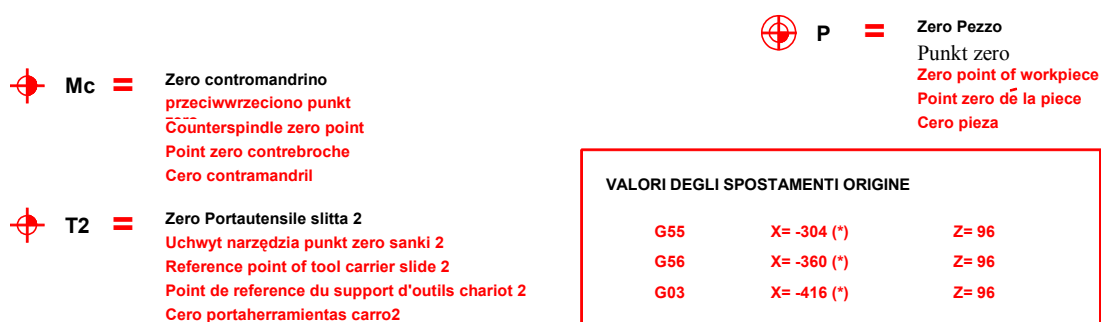 P = Zero Pezzo
Punkt zero
Zero point of workpiece
Point zero de la piece
Cero pieza
Mc = Zero contromandrino
przeciwwrzeciono punkt
Counterspindle zero point
Point zero contrebroche
Cero contramandril
T2 = Zero Portautensile slitta 2
Uchwyt narzędzia punkt zero sanki 2
Reference point of tool carrier slide 2
Point de reference du support d'outils chariot 2
Cero portaherramientas carro2
VALORI DEGLI SPOSTAMENTI ORIGINE
G55 X= -304 (*) Z= 96
G56 X= -360 (*) Z= 96
G03 X= -416 (*) Z= 96